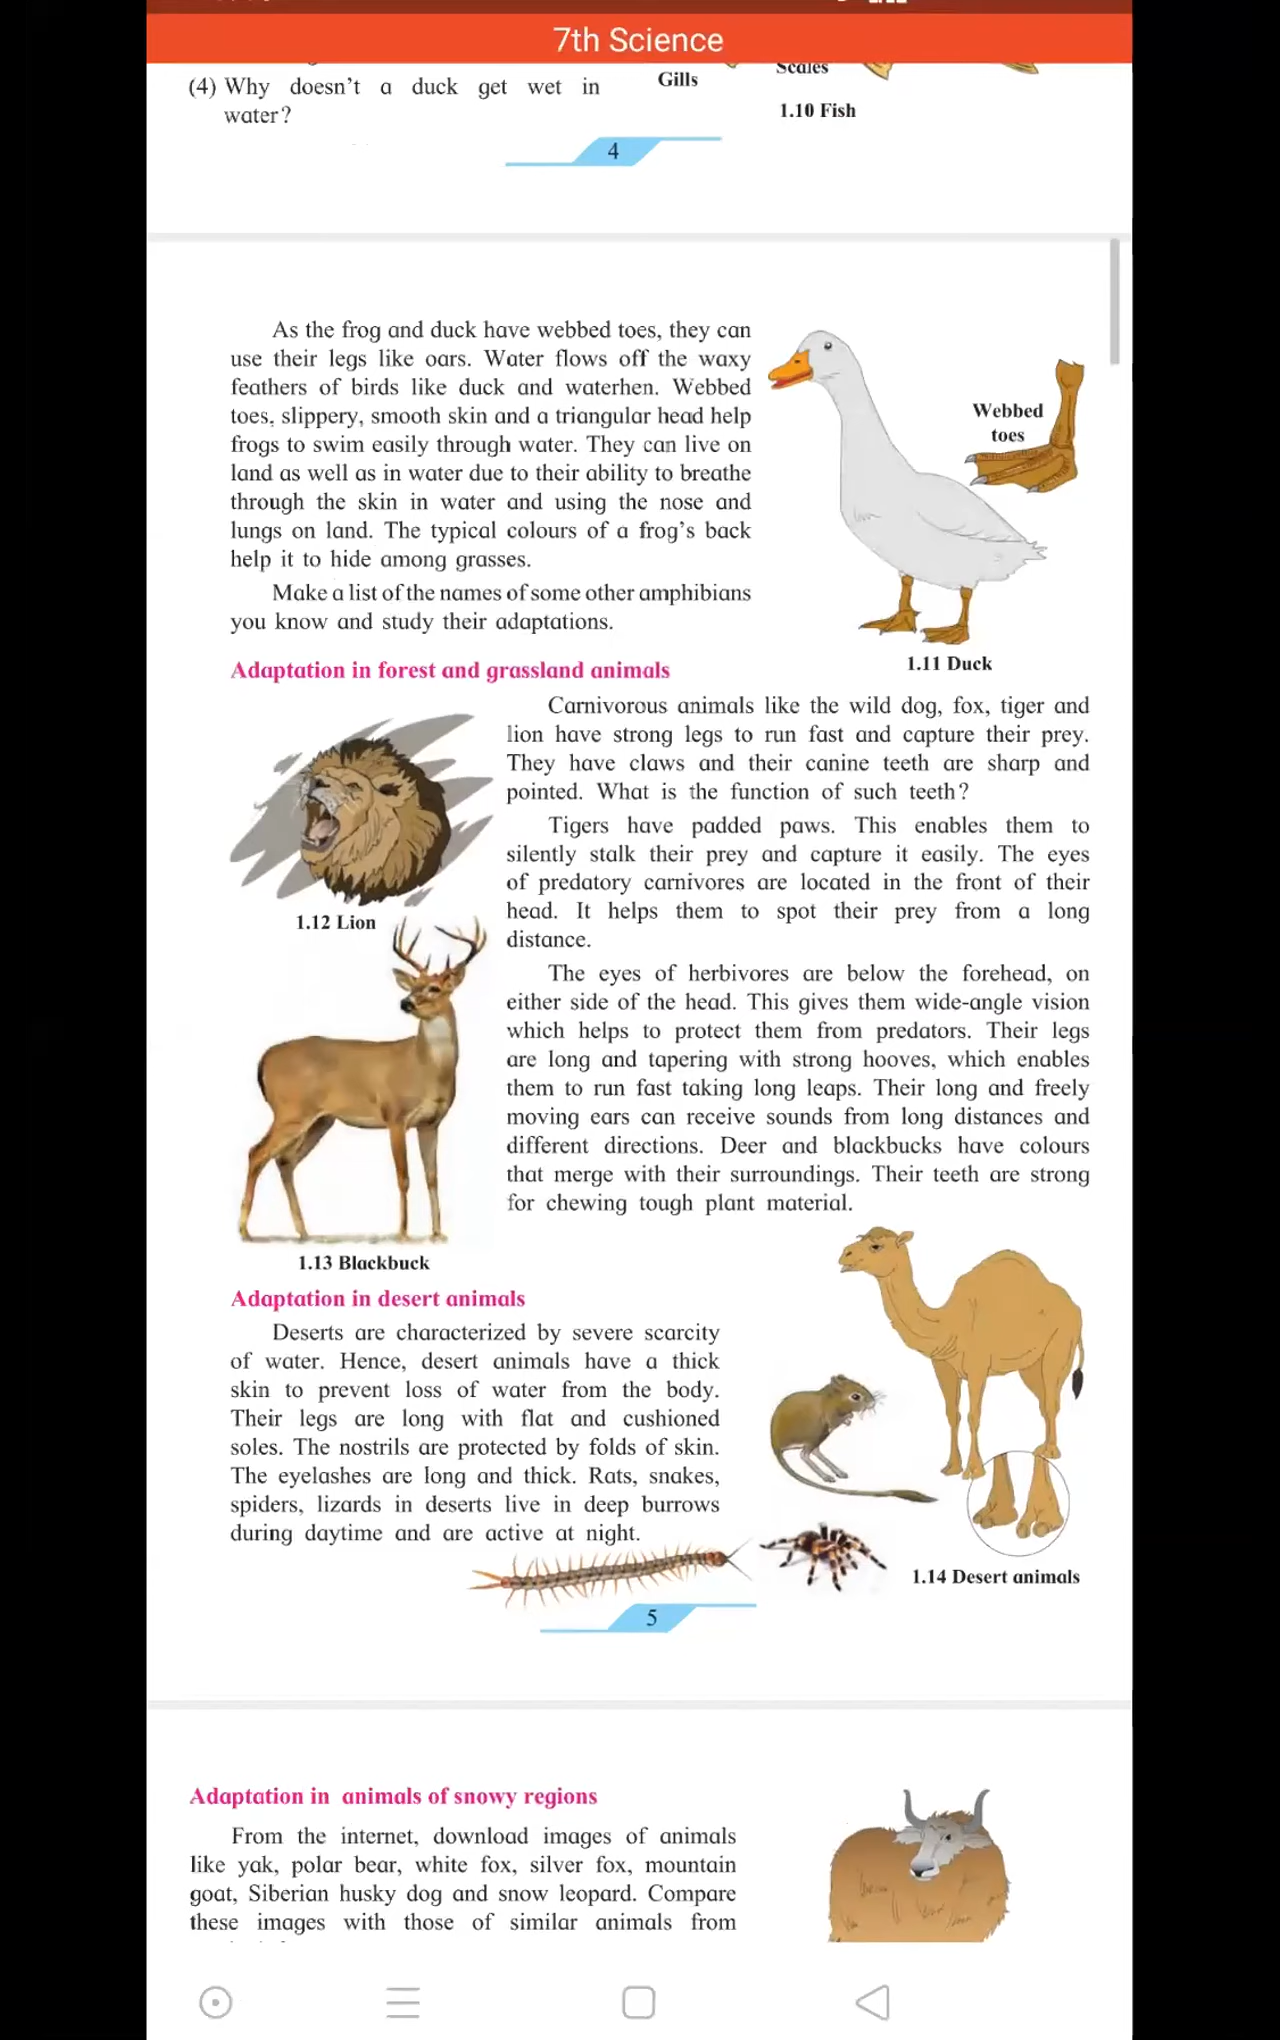 7th Science
(4) Why doesn't a duck get wet in
water?
Gills
Scales
1.10 Fish
4
As the frog and duck have webbed toes, they can
use their legs like oars. Water flows off the waxy
feathers of birds like duck and waterhen. Webbed
toes, slippery, smooth skin and a triangular head help
frogs to swim easily through water. They can live on
land as well as in water due to their ability to breathe
through the skin in water and using the nose and
lungs on land. The typical colours of a frog's back
help it to hide among grasses.
Make a list of the names of some other amphibians
you know and study their adaptations.
Webbed
toes
1.11 Duck
Adaptation in forest and grassland animals
Carnivorous animals like the wild dog, fox, tiger and
lion have strong legs to run fast and capture their prey.
They have claws and their canine teeth are sharp and
pointed. What is the function of such teeth?
Tigers have padded paws. This enables them to
silently stalk their prey and capture it easily. The eyes
of predatory carnivores are located in the front of their
head. It helps them to spot their prey from a long
distance.
1.12 Lion
The eyes of herbivores are below the forehead, on
either side of the head. This gives them wide-angle vision
which helps to protect them from predators. Their legs
are long and tapering with strong hooves, which enables
them to run fast taking long leaps. Their long and freely
moving ears can receive sounds from long distances and
different directions. Deer and blackbucks have colours
that merge with their surroundings. Their teeth are strong
for chewing tough plant material.
1.13 Blackbuck
Adaptation in desert animals
Deserts are characterized by severe scarcity
of water. Hence, desert animals have a thick
skin to prevent loss of water from the body.
Their legs are long with flat and cushioned
soles. The nostrils are protected by folds of skin.
The eyelashes are long and thick. Rats, snakes,
spiders, lizards in deserts live in deep burrows
during daytime and are active at night.
1.14 Desert animals
5
Adaptation in animals of snowy regions
From the internet, download images of animals
like yak, polar bear, white fox, silver fox, mountain
goat, Siberian husky dog and snow leopard. Compare
these images with those of similar animals from